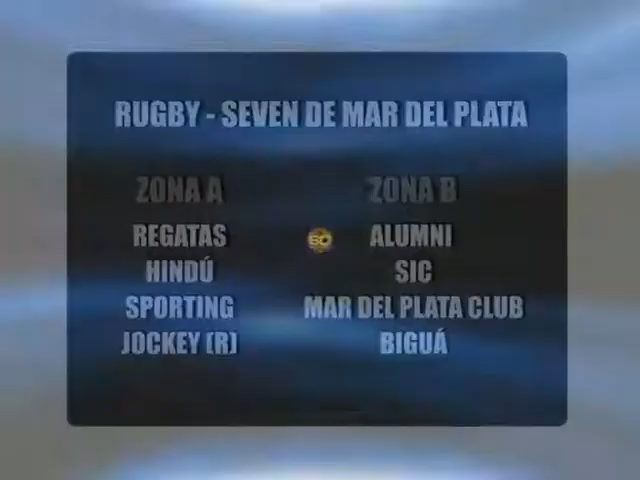 RUGBY - SEVEN DE MAR DEL PLATA
ZONA A
REGATAS
HINDÚ
SPORTING
JOCKEY (R)
ZONA B
ALUMNI
SIC
MAR DEL PLATA CLUB
BIGUÁ